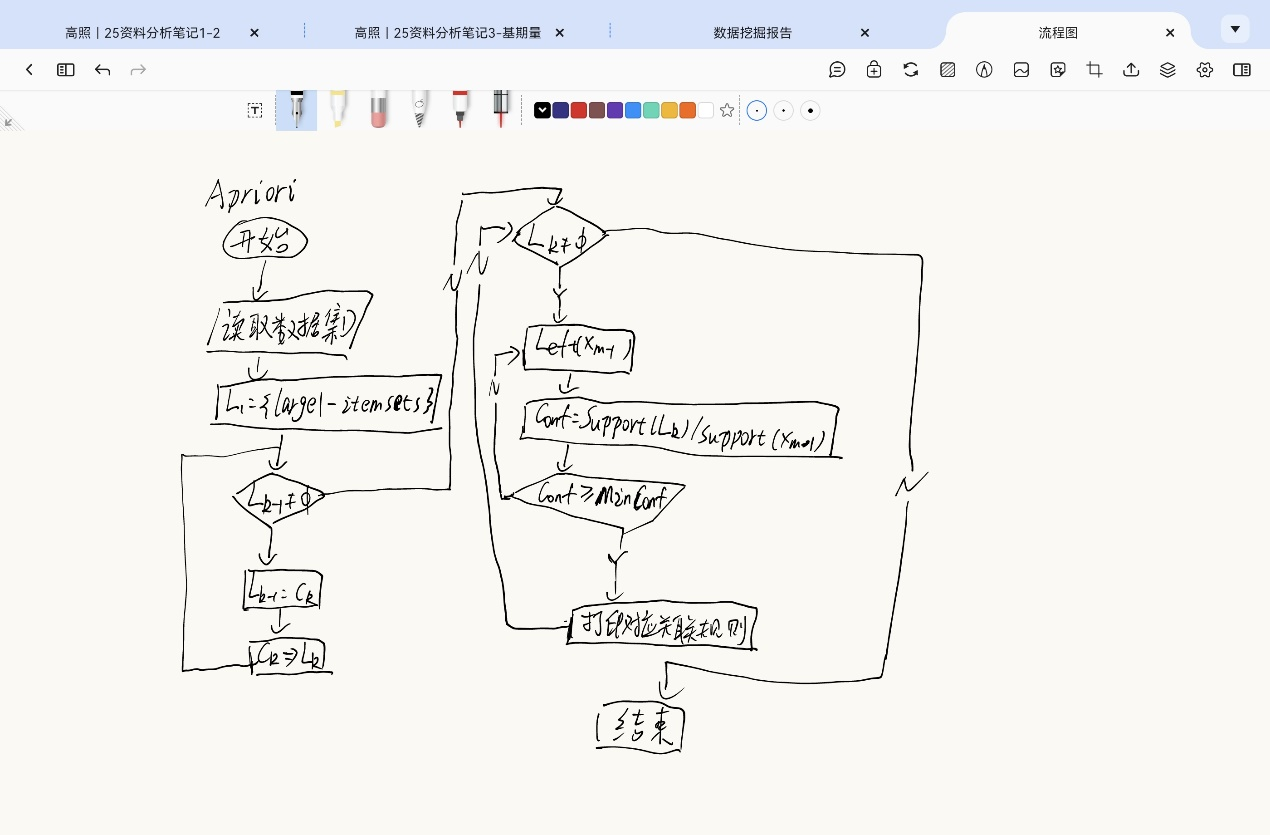 高照丨25资料分析笔记1-2
高照丨25资料分析笔记3-基期量
数据挖掘报告
流程图
T
Apriori
开始
读取数据集D
L₁={large1-itemsets}
Lk-1≠ϕ
Lk-1=Ck
Ck⇒Lk
N
N
Lk≠ϕ
Y
Left(Xm-1)
N
Conf=Support(Lk)/support(Xm-1)
Conf≥MinConf
Y
N
打印对应关联规则
结束